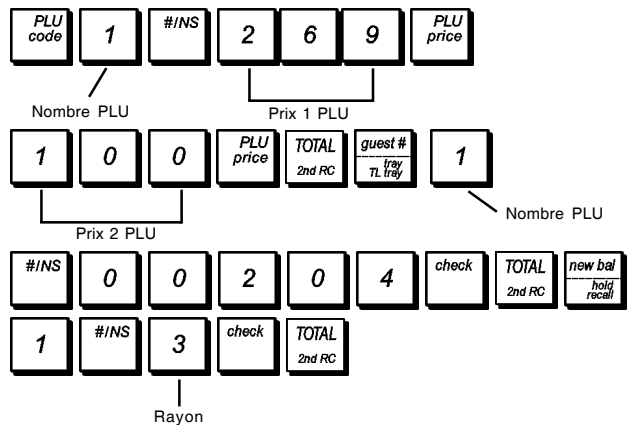 PLU code 1 #/NS 2 6 9 PLU price
Nombre PLU Prix 1 PLU
1 0 0 PLU price TOTAL 2nd RC guest # tray TL tray 1
Nombre PLU
Prix 2 PLU
#/NS 0 0 2 0 4 check TOTAL 2nd RC new bal hold recall
1 #/NS 3 check TOTAL 2nd RC
Rayon